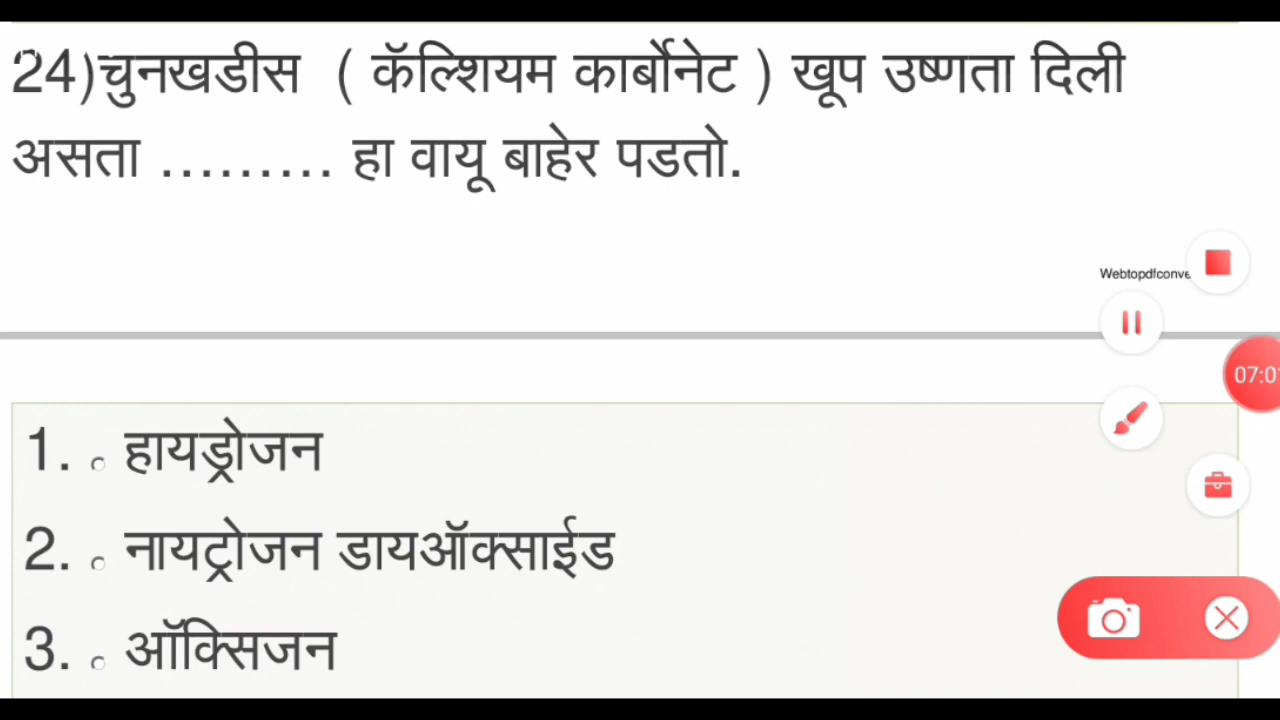 24)चुनखडीस ( कॅल्शियम कार्बोनेट ) खूप उष्णता दिली
असता ......... हा वायू बाहेर पडतो.
Webtopdfconve
07:01
1. हायड्रोजन
2. नायट्रोजन डायऑक्साईड
3. ऑक्सिजन